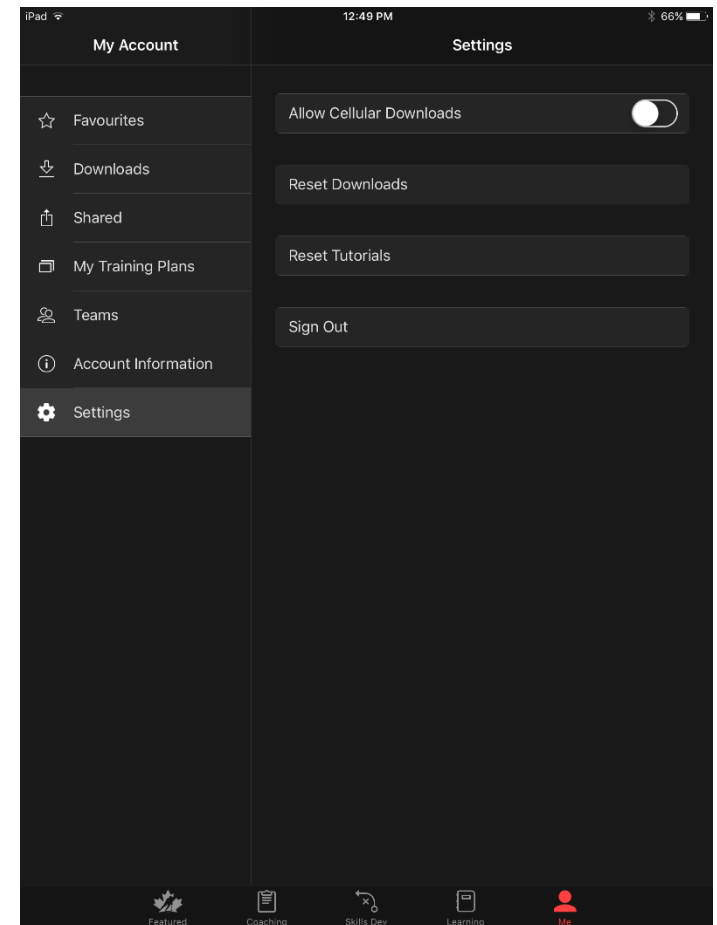 iPad 12:49 PM 66%
My Account
Settings
Favourites
Downloads
Shared
My Training Plans
Teams
Account Information
Settings
Allow Cellular Downloads
Reset Downloads
Reset Tutorials
Sign Out
Featured Coaching Skills Dev Learning Me